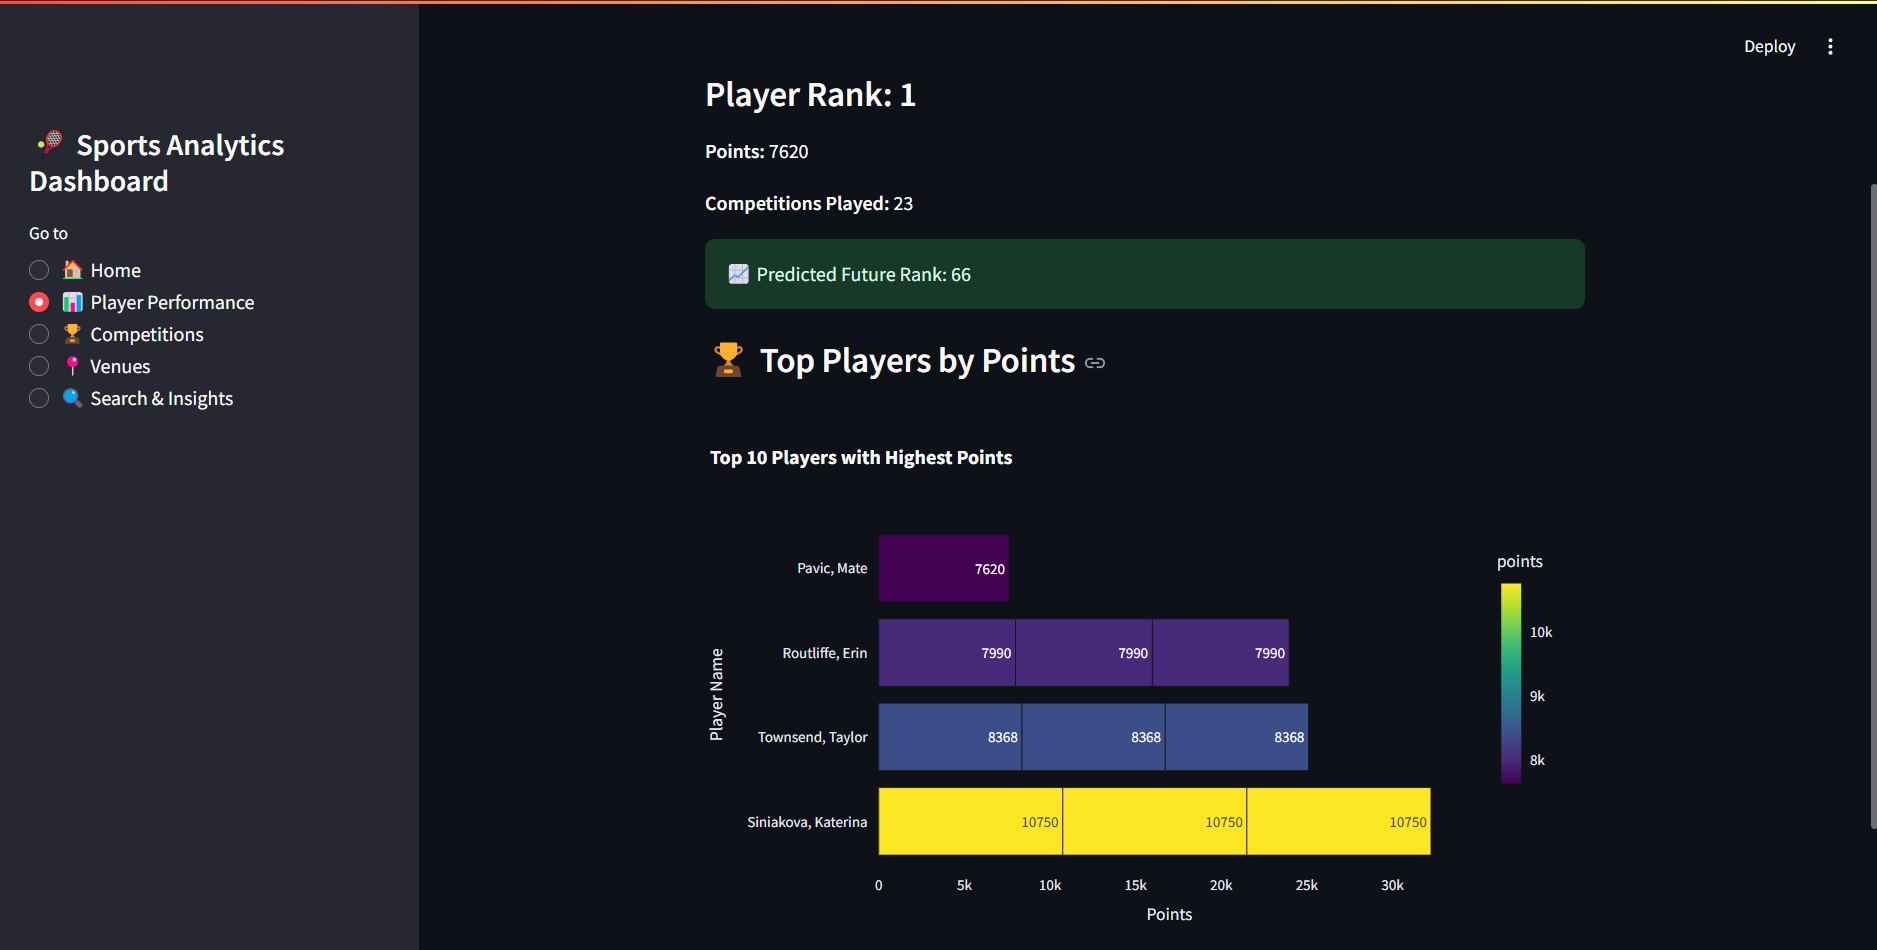 Deploy
Sports Analytics
Dashboard
Go to
Home
Player Performance
Competitions
Venues
Search & Insights
Player Rank: 1
Points: 7620
Competitions Played: 23
Predicted Future Rank: 66
Top Players by Points
Top 10 Players with Highest Points
Player Name
Pavic, Mate
7620
Routliffe, Erin
7990 7990 7990
Townsend, Taylor
8368 8368 8368
Siniakova, Katerina
10750 10750 10750
0 5k 10k 15k 20k 25k 30k
Points
points
10k
9k
8k